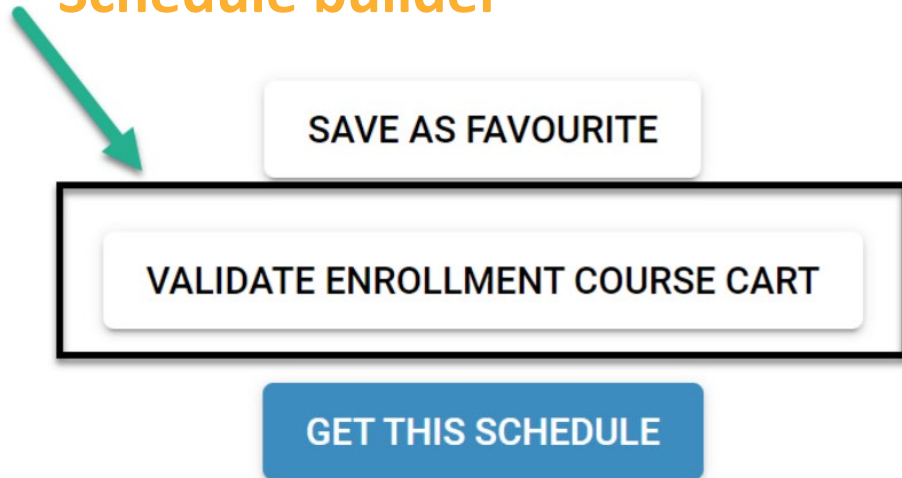 Schedule builder
SAVE AS FAVOURITE
VALIDATE ENROLLMENT COURSE CART
GET THIS SCHEDULE